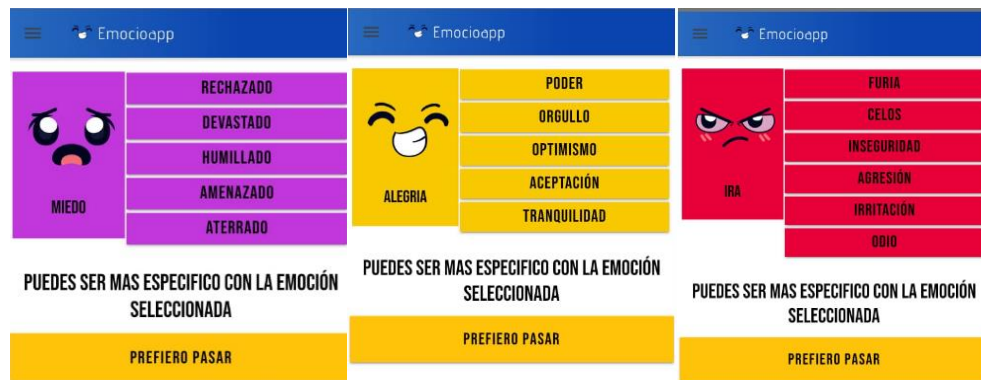 Emocioapp
RECHAZADO
DEVASTADO
HUMILLADO
AMENAZADO
ATERRADO
MIEDO
PUEDES SER MAS ESPECIFICO CON LA EMOCIÓN
SELECCIONADA
PREFIERO PASAR
Emocioapp
PODER
ORGULLO
OPTIMISMO
ACEPTACIÓN
TRANQUILIDAD
ALEGRIA
PUEDES SER MAS ESPECIFICO CON LA EMOCIÓN
SELECCIONADA
PREFIERO PASAR
Emocioapp
FURIA
CELOS
INSEGURIDAD
AGRESIÓN
IRRITACIÓN
ODIO
IRA
PUEDES SER MAS ESPECIFICO CON LA EMOCIÓN
SELECCIONADA
PREFIERO PASAR